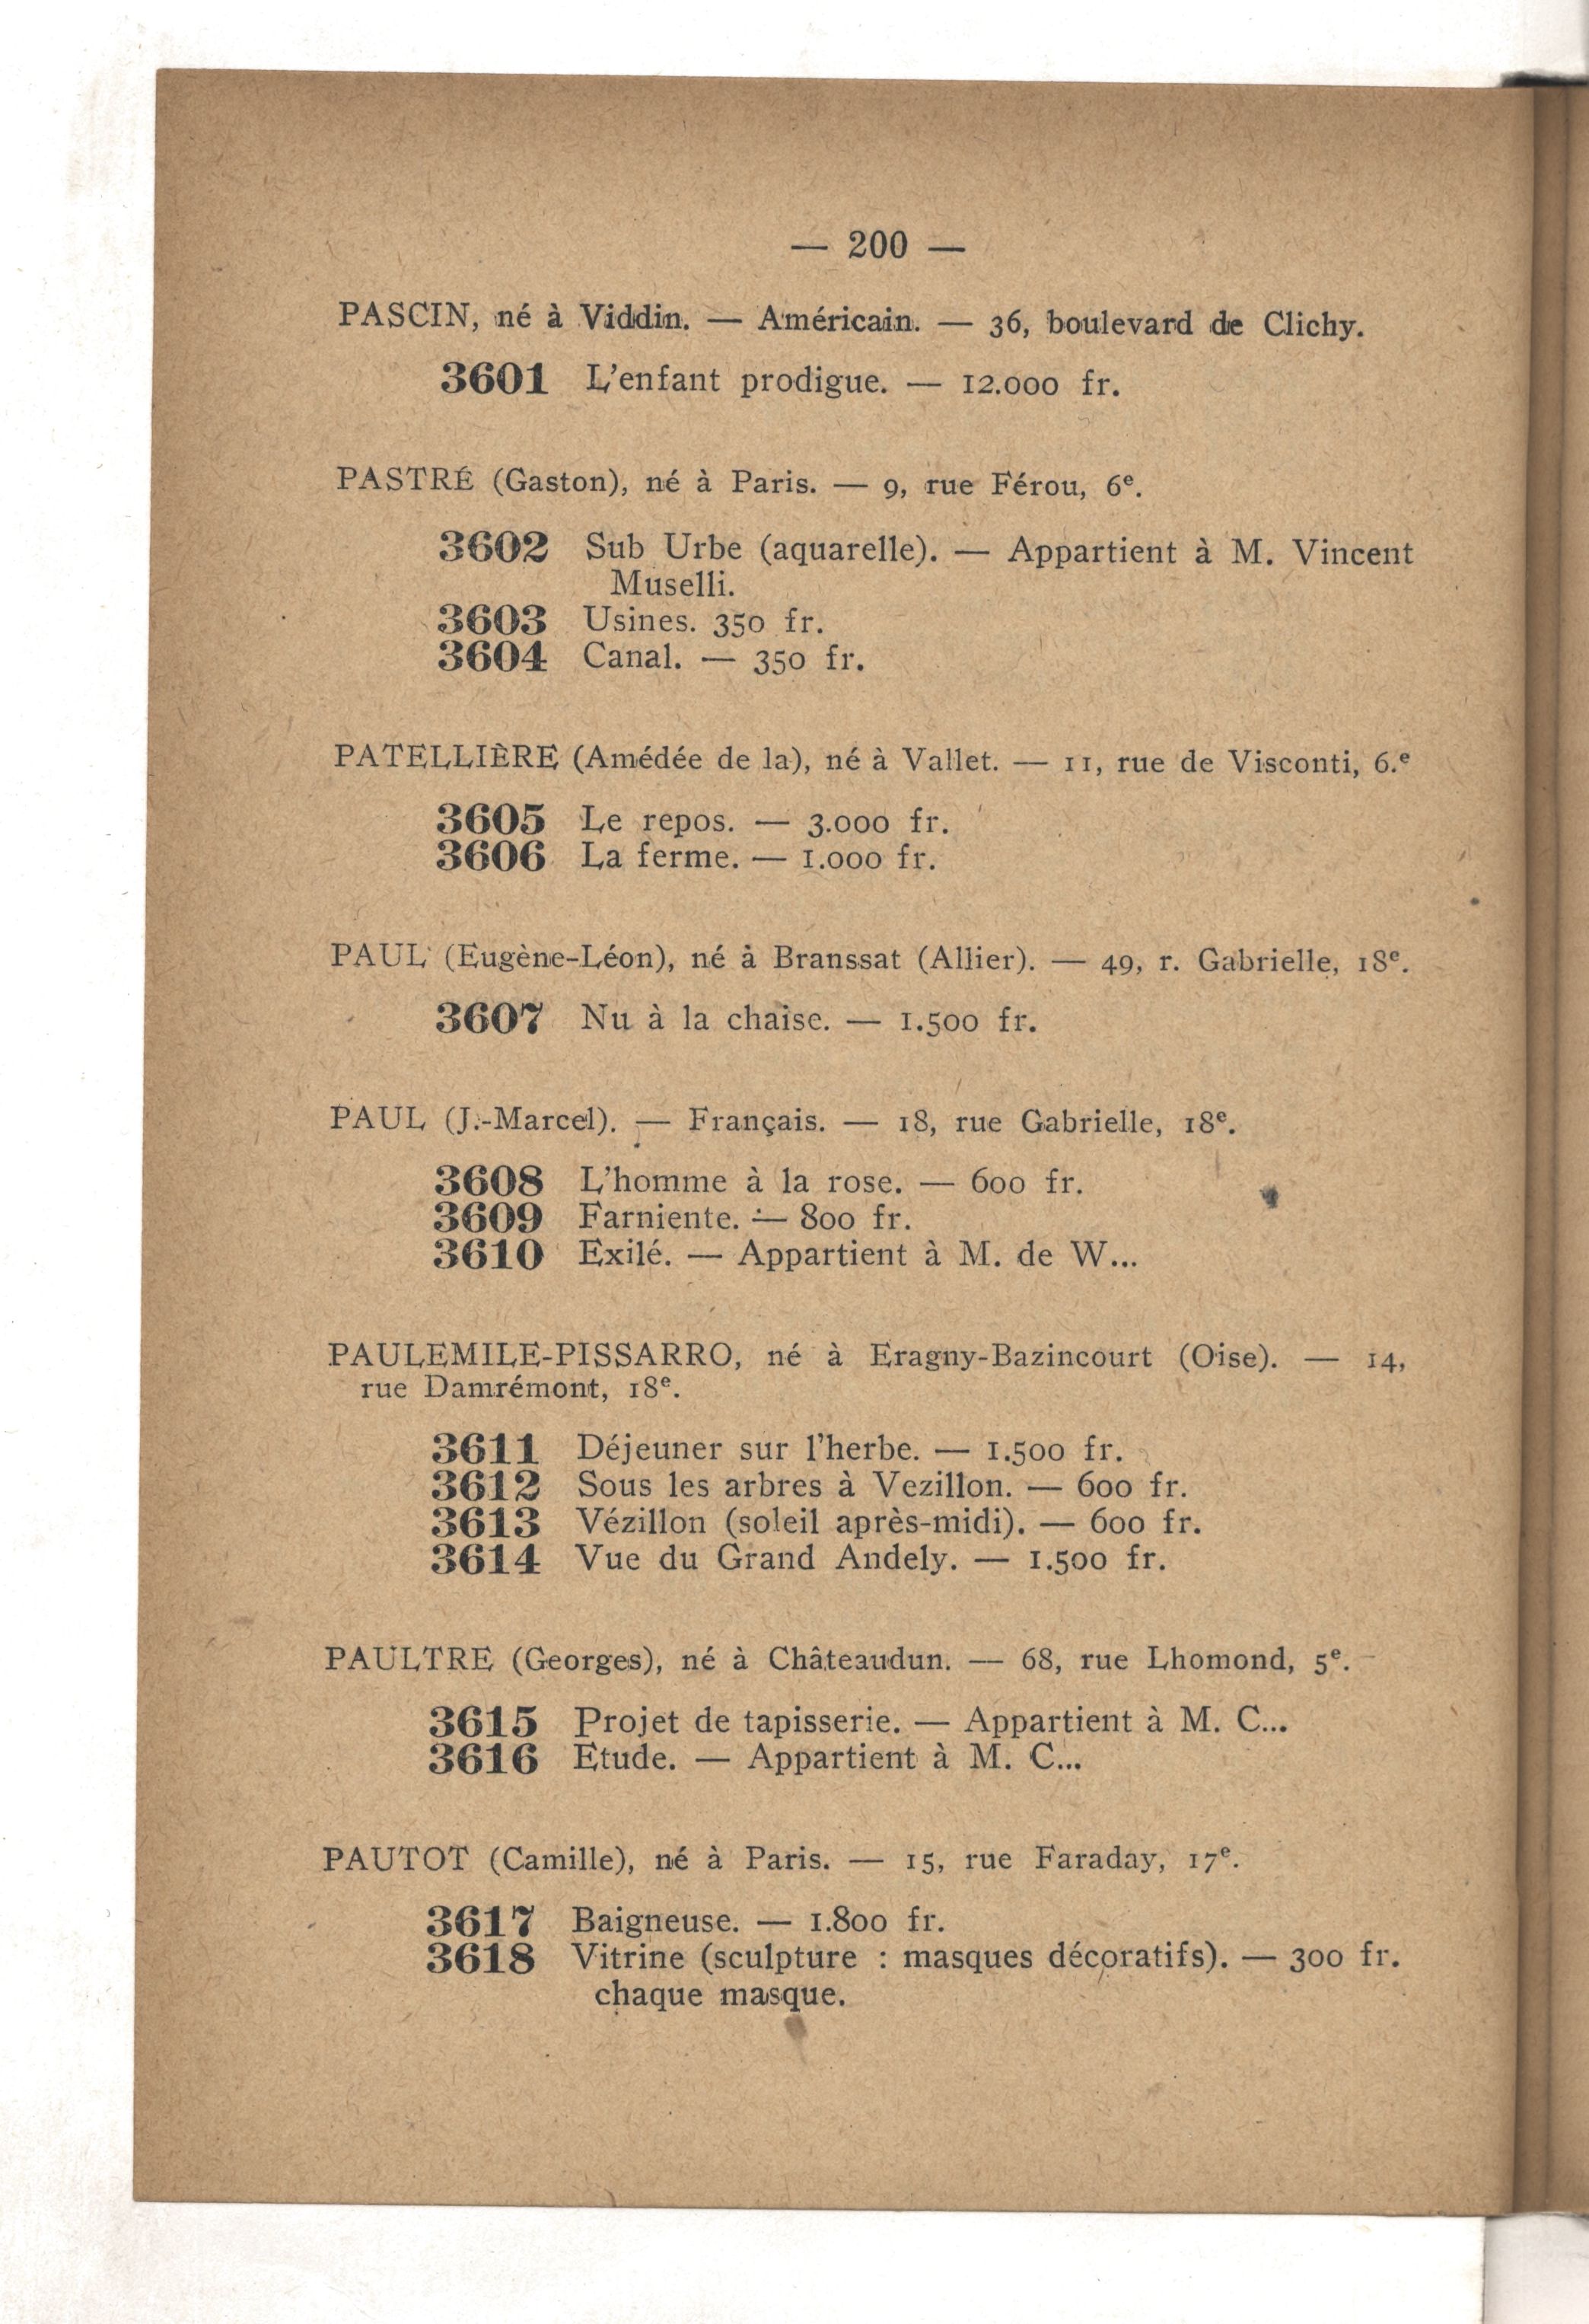 — 200 —
PASCIN, né à Viddin. — Américain. — 36, boulevard de Clichy.
3601 L'enfant prodigue. — 12.000 fr.
PASTRÉ (Gaston), né à Paris. — 9, rue Férou, 6e.
3602 Sub Urbe (aquarelle). — Appartient à M. Vincent
Muselli.
3603 Usines. 350 fr.
3604 Canal. — 350 fr.
PATELLIÈRE (Amédée de la), né à Vallet. — 11, rue de Visconti, 6.e
3605 Le repos. — 3.000 fr.
3606 La ferme. — 1.000 fr.
PAUL (Eugène-Léon), né à Branssat (Allier). — 49, r. Gabrielle, 18e.
3607 Nu à la chaise. — 1.500 fr.
PAUL (J.-Marcel). — Français. — 18, rue Gabrielle, 18e.
3608 L'homme à la rose. — 600 fr.
3609 Farniente. — 800 fr.
3610 Exilé. — Appartient à M. de W...
PAULEMILE-PISSARRO, né à Eragny-Bazincourt (Oise). — 14,
rue Damrémont, 18e.
3611 Déjeuner sur l'herbe. — 1.500 fr.
3612 Sous les arbres à Vezillon. — 600 fr.
3613 Vézillon (soleil après-midi). — 600 fr.
3614 Vue du Grand Andely. — 1.500 fr.
PAULTRE (Georges), né à Châteaudun. — 68, rue Lhomond, 5e.
3615 Projet de tapisserie. — Appartient à M. C...
3616 Etude. — Appartient à M. C...
PAUTOT (Camille), né à Paris. — 15, rue Faraday, 17e.
3617 Baigneuse. — 1.800 fr.
3618 Vitrine (sculpture : masques décoratifs). — 300 fr.
chaque masque.